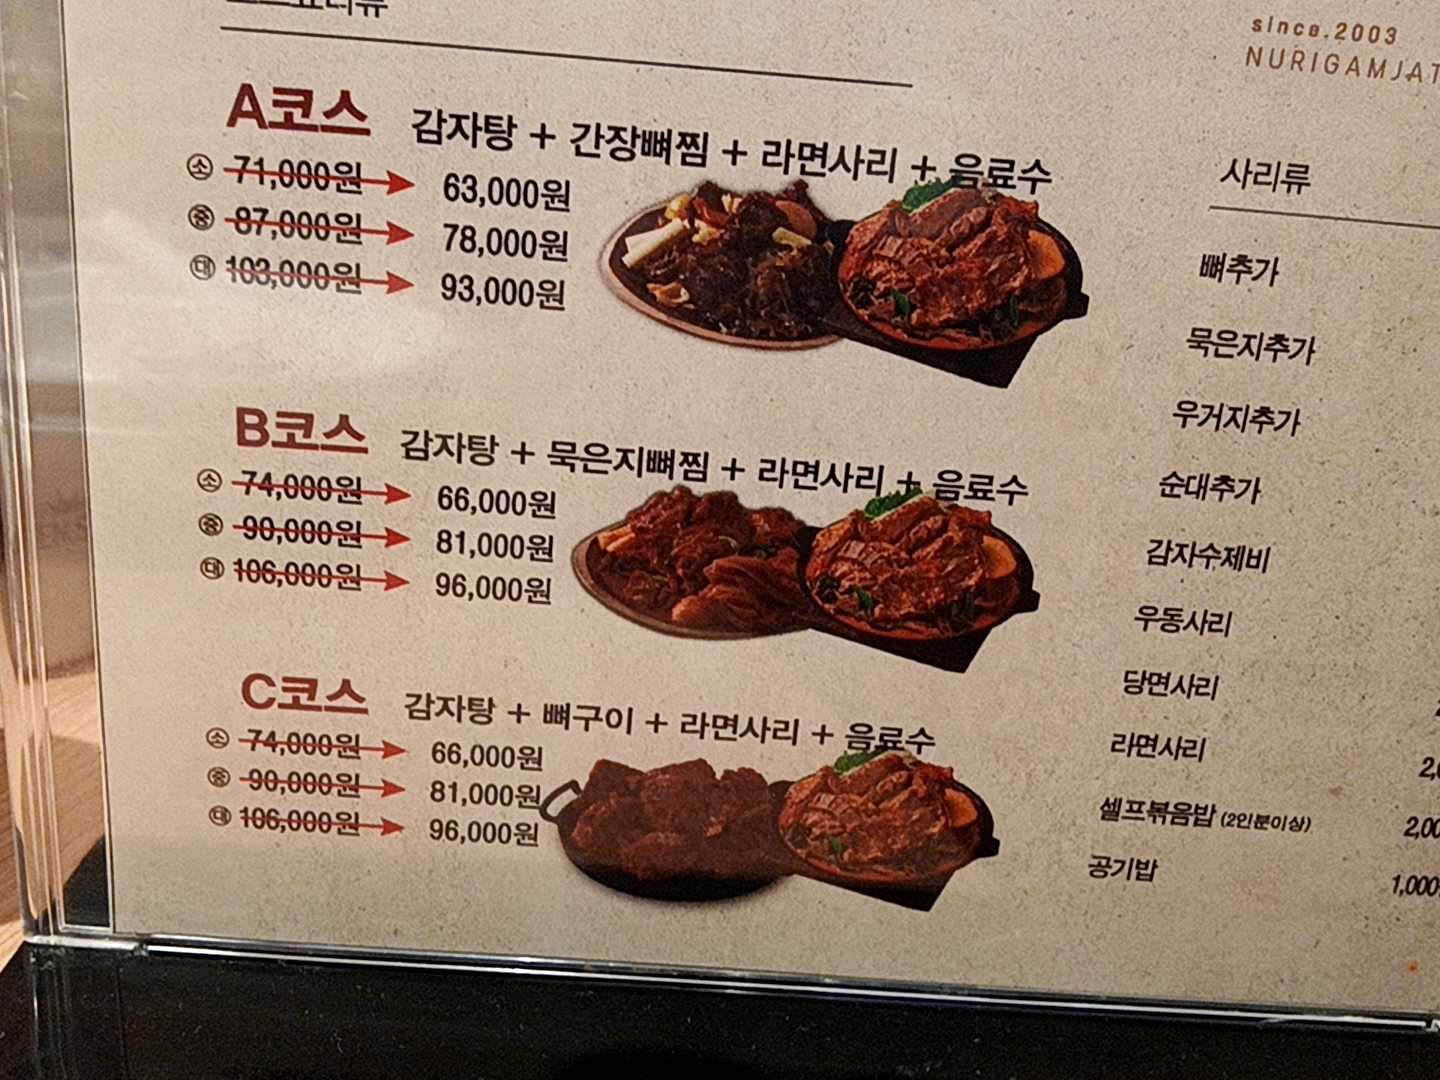 since.2003
NURIGAMJAT
A코스 감자탕 + 간장뼈찜 + 라면사리 + 음료수
소 71,000원 63,000원
중 87,000원 78,000원
대 103,000원 93,000원
B코스 감자탕 + 묵은지뼈찜 + 라면사리 + 음료수
소 74,000원 66,000원
중 90,000원 81,000원
대 106,000원 96,000원
C코스 감자탕 + 뼈구이 + 라면사리 + 음료수
소 74,000원 66,000원
중 90,000원 81,000원
대 106,000원 96,000원
사리류
뼈추가
묵은지추가
우거지추가
순대추가
감자수제비
우동사리
당면사리
라면사리
셀프볶음밥 (2인분이상) 2,00
공기밥 1,000